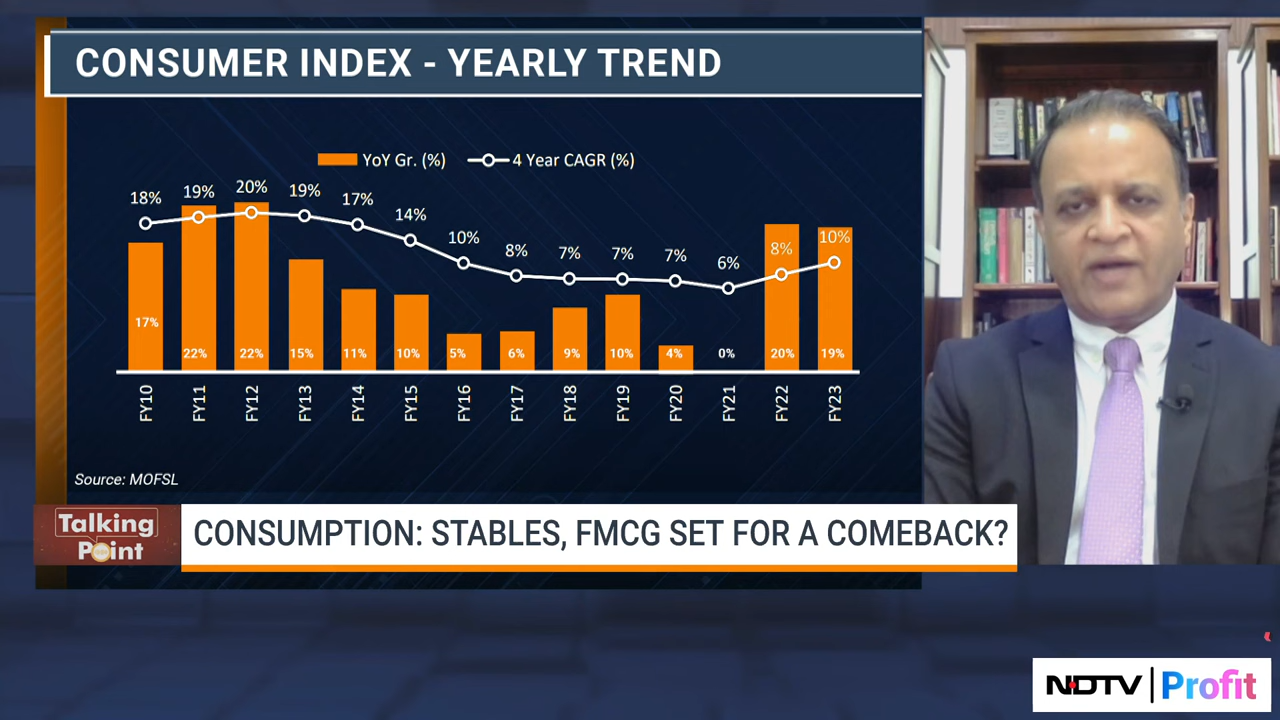 CONSUMER INDEX - YEARLY TREND
YoY Gr. (%) 4 Year CAGR (%)
18% 19% 20% 19% 17% 14% 10% 8% 7% 7% 7% 6% 8% 10%
17% 22% 22% 15% 11% 10% 5% 6% 9% 10% 4% 0% 20% 19%
FY10 FY11 FY12 FY13 FY14 FY15 FY16 FY17 FY18 FY19 FY20 FY21 FY22 FY23
Source: MOFSL
Talking
Point
CONSUMPTION: STABLES, FMCG SET FOR A COMEBACK?
NDTV Profit